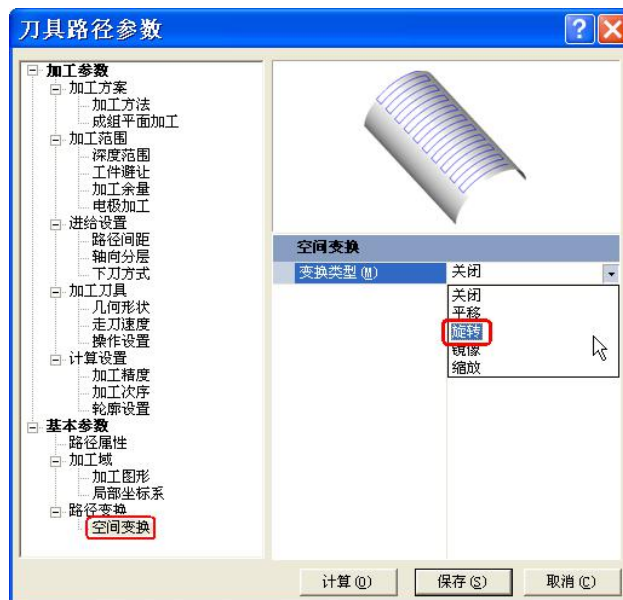 刀具路径参数
加工参数
加工方案
加工方法
成组平面加工
加工范围
深度范围
工件避让
加工余量
电极加工
进给设置
路径间距
轴向分层
下刀方式
加工刀具
几何形状
走刀速度
操作设置
计算设置
加工精度
加工次序
轮廓设置
基本参数
路径属性
加工域
加工图形
局部坐标系
路径变换
空间变换
空间变换
变换类型(M) 关闭
关闭
平移
旋转
镜像
缩放
计算(O) 保存(S) 取消(C)